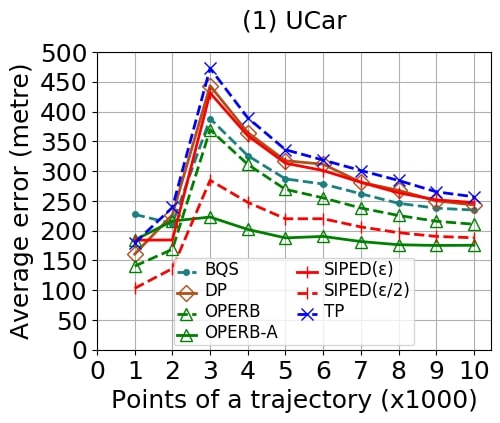 (1) UCar
Average error (metre)
500
450
400
350
300
250
200
150
100
50
0
BQS
DP
OPERB
OPERB-A
SIPED(ε)
SIPED(ε/2)
TP
0 1 2 3 4 5 6 7 8 9 10
Points of a trajectory (x1000)